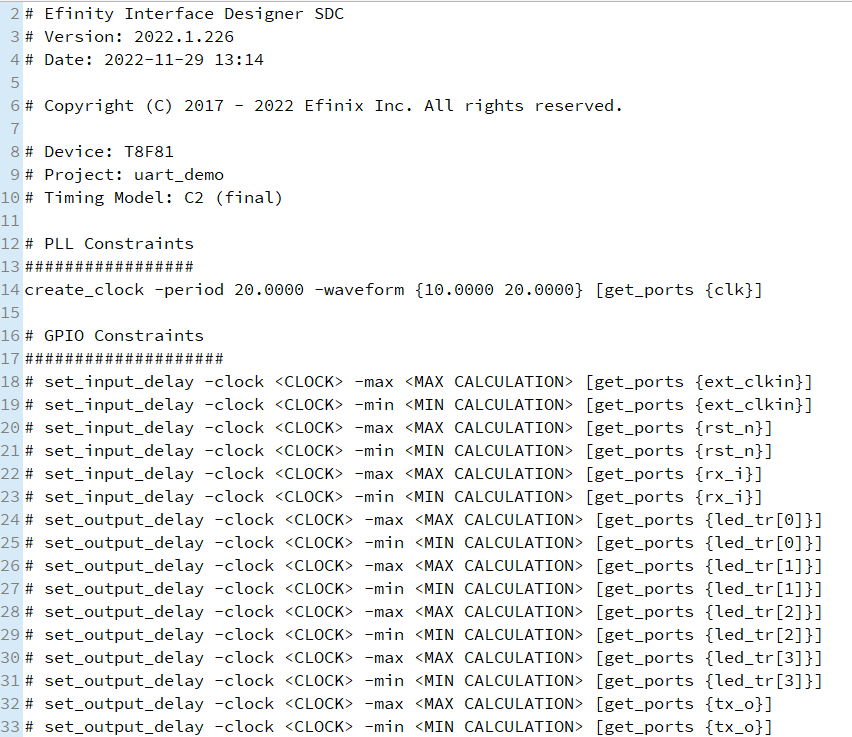 2 # Efinity Interface Designer SDC
3 # Version: 2022.1.226
4 # Date: 2022-11-29 13:14
5
6 # Copyright (C) 2017 - 2022 Efinix Inc. All rights reserved.
7
8 # Device: T8F81
9 # Project: uart_demo
10 # Timing Model: C2 (final)
11
12 # PLL Constraints
13 #################
14 create_clock -period 20.0000 -waveform {10.0000 20.0000} [get_ports {clk}]
15
16 # GPIO Constraints
17 ####################
18 # set_input_delay -clock <CLOCK> -max <MAX CALCULATION> [get_ports {ext_clkin}]
19 # set_input_delay -clock <CLOCK> -min <MIN CALCULATION> [get_ports {ext_clkin}]
20 # set_input_delay -clock <CLOCK> -max <MAX CALCULATION> [get_ports {rst_n}]
21 # set_input_delay -clock <CLOCK> -min <MIN CALCULATION> [get_ports {rst_n}]
22 # set_input_delay -clock <CLOCK> -max <MAX CALCULATION> [get_ports {rx_i}]
23 # set_input_delay -clock <CLOCK> -min <MIN CALCULATION> [get_ports {rx_i}]
24 # set_output_delay -clock <CLOCK> -max <MAX CALCULATION> [get_ports {led_tr[0]}]
25 # set_output_delay -clock <CLOCK> -min <MIN CALCULATION> [get_ports {led_tr[0]}]
26 # set_output_delay -clock <CLOCK> -max <MAX CALCULATION> [get_ports {led_tr[1]}]
27 # set_output_delay -clock <CLOCK> -min <MIN CALCULATION> [get_ports {led_tr[1]}]
28 # set_output_delay -clock <CLOCK> -max <MAX CALCULATION> [get_ports {led_tr[2]}]
29 # set_output_delay -clock <CLOCK> -min <MIN CALCULATION> [get_ports {led_tr[2]}]
30 # set_output_delay -clock <CLOCK> -max <MAX CALCULATION> [get_ports {led_tr[3]}]
31 # set_output_delay -clock <CLOCK> -min <MIN CALCULATION> [get_ports {led_tr[3]}]
32 # set_output_delay -clock <CLOCK> -max <MAX CALCULATION> [get_ports {tx_o}]
33 # set_output_delay -clock <CLOCK> -min <MIN CALCULATION> [get_ports {tx_o}]